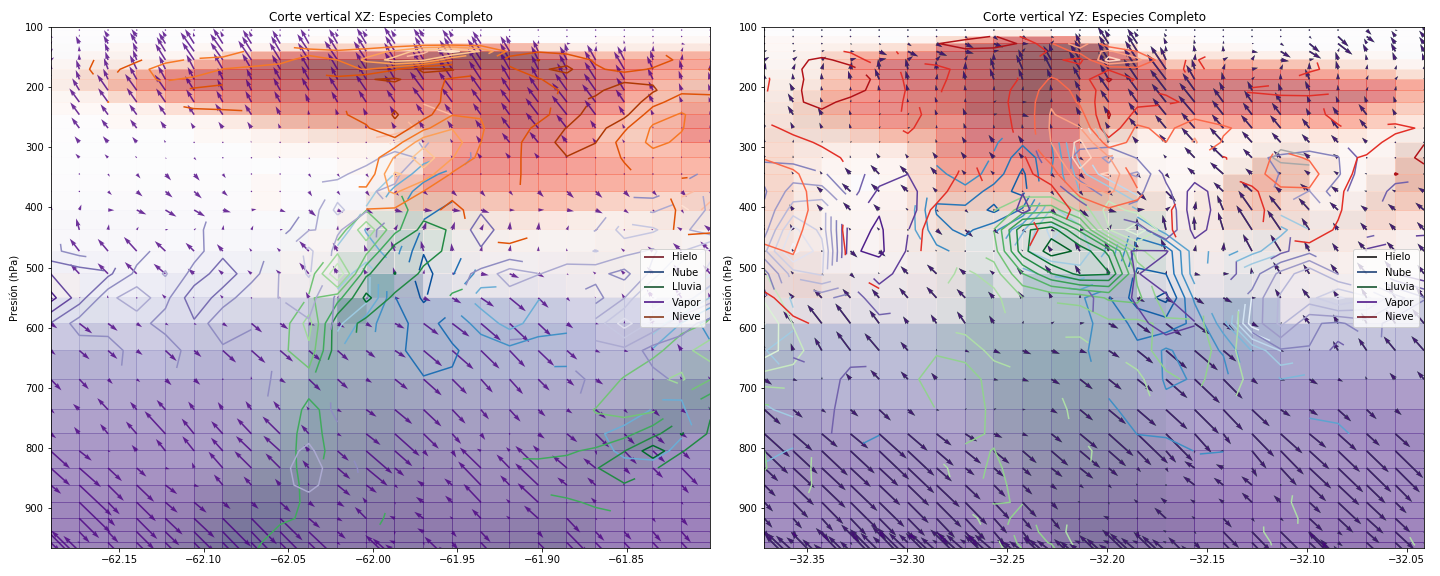 Corte vertical XZ: Especies Completo
Presión (hPa)
100
200
300
400
500
600
700
800
900
−62.15
−62.10
−62.05
−62.00
−61.95
−61.90
−61.85
Hielo
Nube
Lluvia
Vapor
Nieve
Corte vertical YZ: Especies Completo
Presión (hPa)
100
200
300
400
500
600
700
800
900
−32.35
−32.30
−32.25
−32.20
−32.15
−32.10
−32.05
Hielo
Nube
Lluvia
Vapor
Nieve